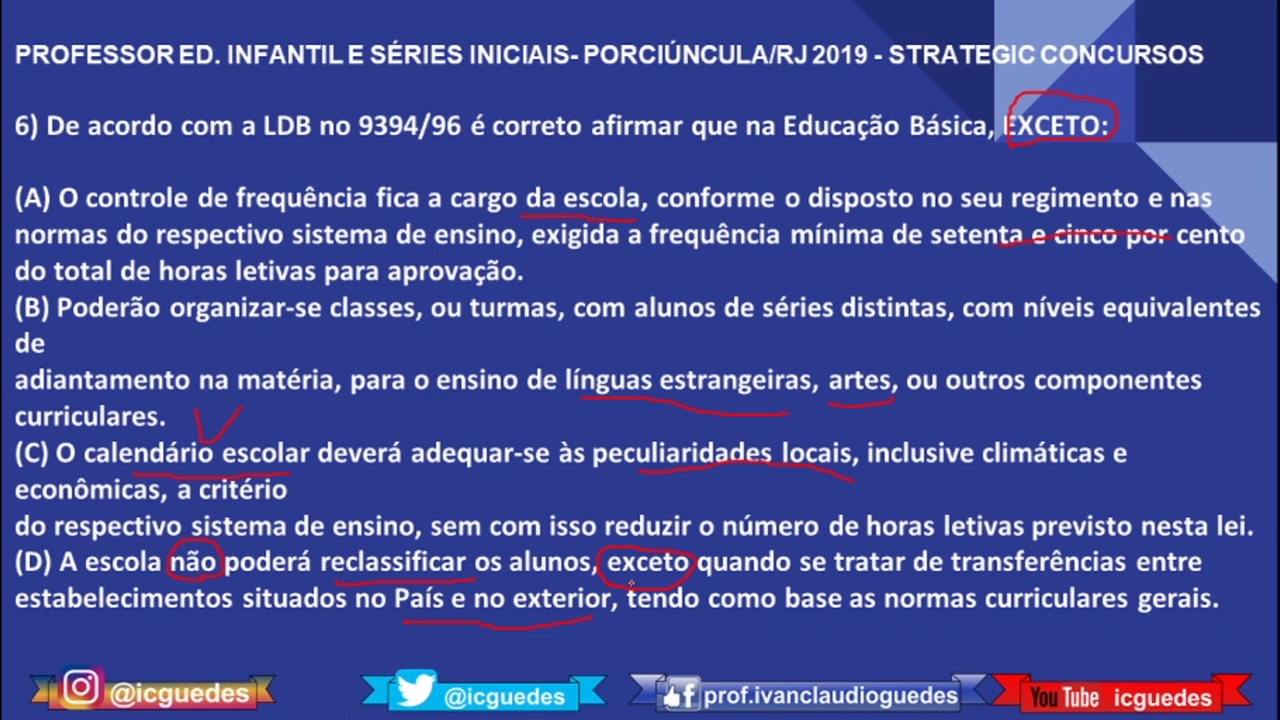 PROFESSOR ED. INFANTIL E SÉRIES INICIAIS- PORCIÚNCULA/RJ 2019 - STRATEGIC CONCURSOS
6) De acordo com a LDB no 9394/96 é correto afirmar que na Educação Básica, EXCETO:
(A) O controle de frequência fica a cargo da escola, conforme o disposto no seu regimento e nas
normas do respectivo sistema de ensino, exigida a frequência mínima de setenta e cinco por cento
do total de horas letivas para aprovação.
(B) Poderão organizar-se classes, ou turmas, com alunos de séries distintas, com níveis equivalentes
de
adiantamento na matéria, para o ensino de línguas estrangeiras, artes, ou outros componentes
curriculares.
(C) O calendário escolar deverá adequar-se às peculiaridades locais, inclusive climáticas e
econômicas, a critério
do respectivo sistema de ensino, sem com isso reduzir o número de horas letivas previsto nesta lei.
(D) A escola não poderá reclassificar os alunos, exceto quando se tratar de transferências entre
estabelecimentos situados no País e no exterior, tendo como base as normas curriculares gerais.
@icguedes @icguedes prof.ivanclaudioguedes You Tube icguedes